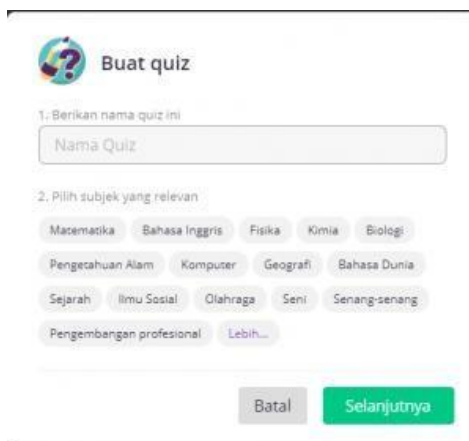 Buat quiz
1. Berikan nama quiz ini
Nama Quiz
2. Pilih subjek yang relevan
Matematika Bahasa Inggris Fisika Kimia Biologi
Pengetahuan Alam Komputer Geografi Bahasa Dunia
Sejarah Ilmu Sosial Olahraga Seni Senang-senang
Pengembangan profesional Lebih...
Batal Selanjutnya